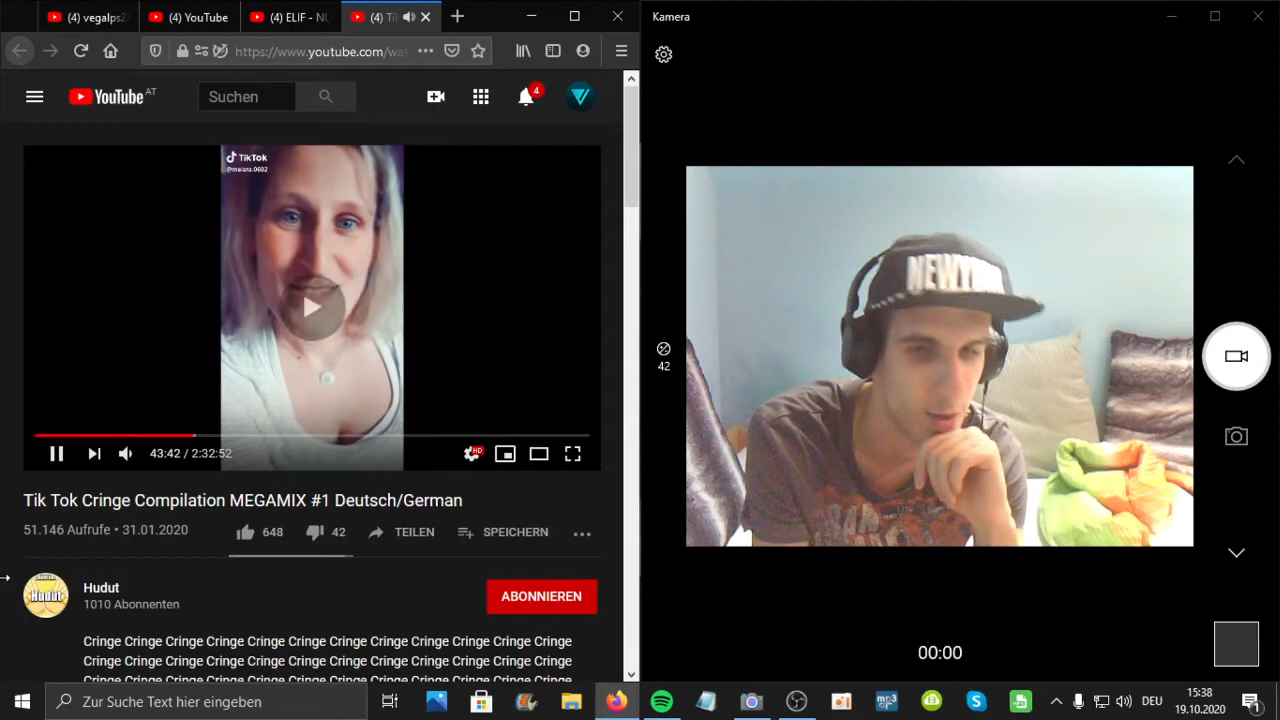 (4) vegalps2
(4) YouTube
(4) ELIF - NU
(4) Ti
Kamera
https://www.youtube.com/wa
YouTube AT
Suchen
4
TikTok
@melara.0602
NEWYO
42
43:42 / 2:32:52
HD
Tik Tok Cringe Compilation MEGAMIX #1 Deutsch/German
51.146 Aufrufe • 31.01.2020
648
42
TEILEN
SPEICHERN
Hudut
Hudut
1010 Abonnenten
ABONNIEREN
Cringe Cringe Cringe Cringe Cringe Cringe Cringe Cringe Cringe Cringe Cringe Cringe
Cringe Cringe Cringe Cringe Cringe Cringe Cringe Cringe Cringe Cringe Cringe Cringe
00:00
Zur Suche Text hier eingeben
mp3
DEU
15:38
19.10.2020
1